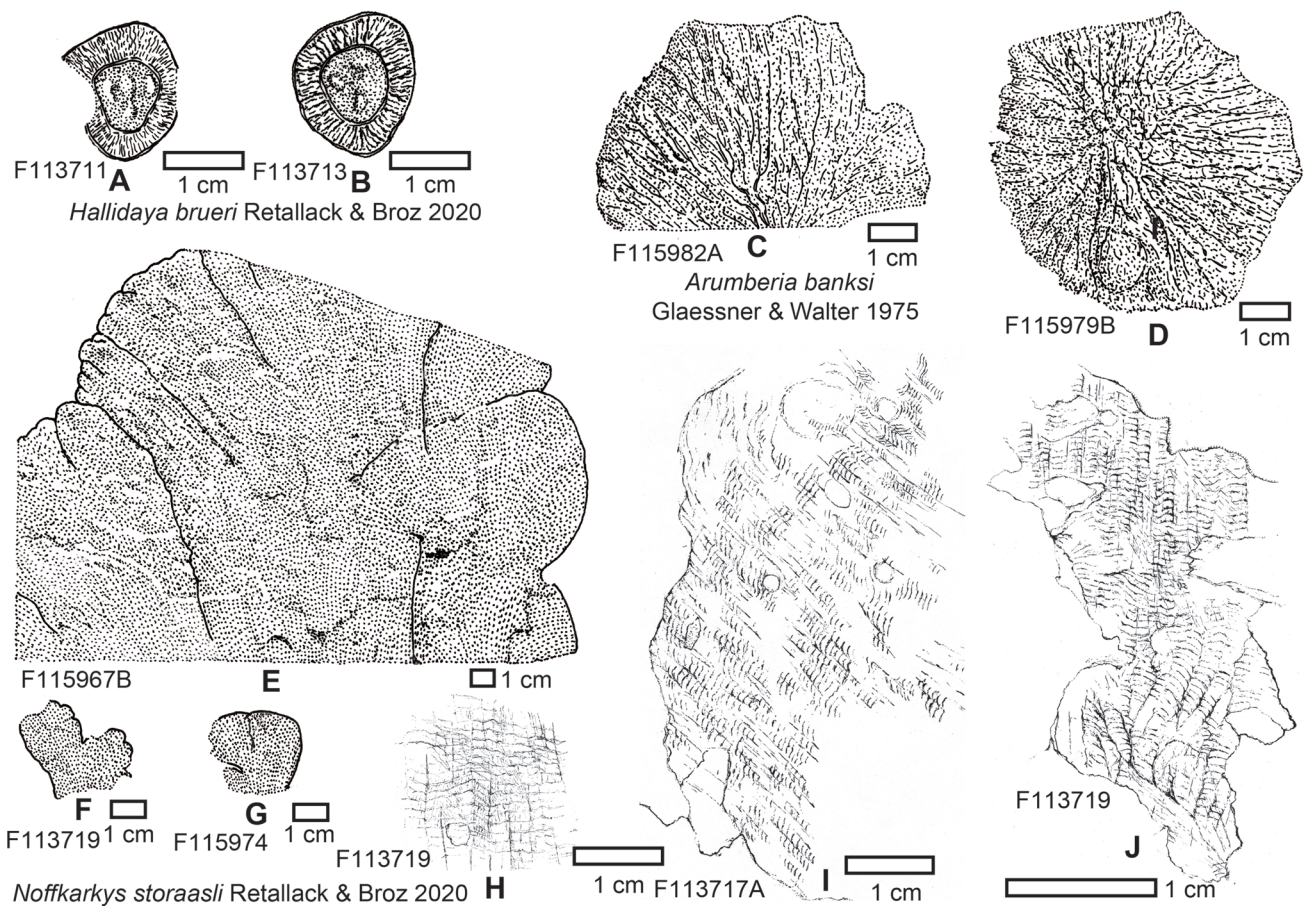 F113711 A 1 cm F113713 B 1 cm
Hallidaya brueri Retallack & Broz 2020
F115982A C 1 cm
Arumberia banksi
Glaessner & Walter 1975
F115979B D 1 cm
F115967B E 1 cm
F113719 F 1 cm
F115974 G 1 cm
F113719 H 1 cm
Noffkarkys storaasli Retallack & Broz 2020
F113717A I 1 cm
F113719 J 1 cm